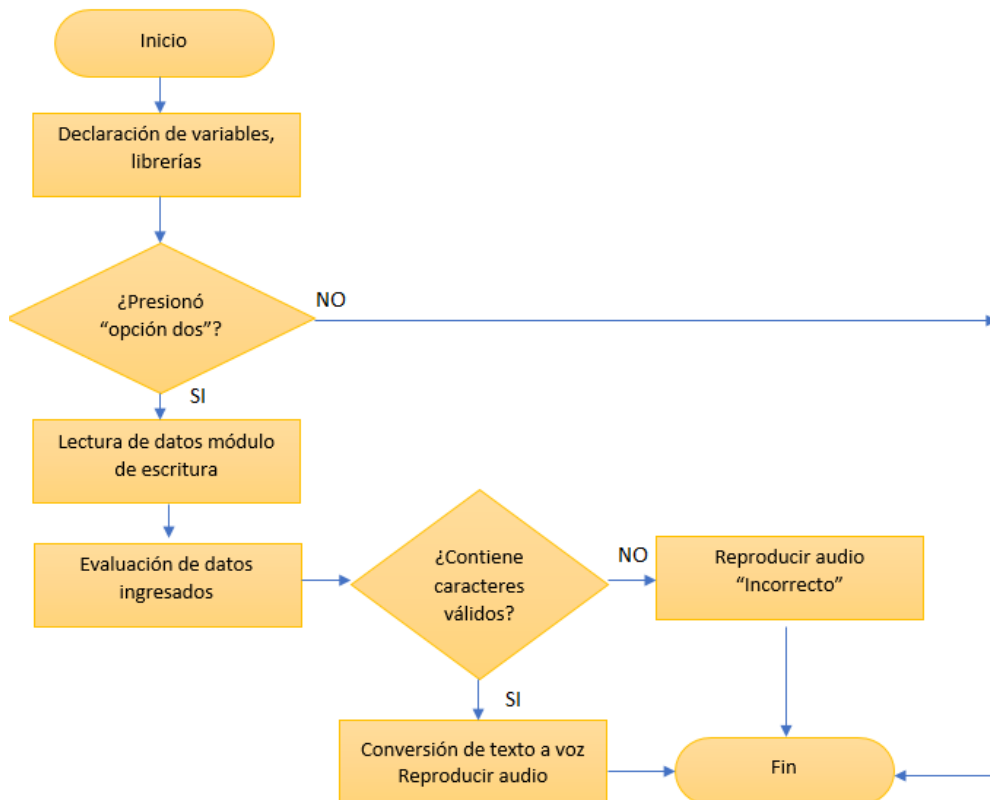 Inicio
Declaración de variables,
librerías
¿Presionó
“opción dos”?
NO
SI
Lectura de datos módulo
de escritura
Evaluación de datos
ingresados
¿Contiene
caracteres
válidos?
NO
Reproducir audio
“Incorrecto”
SI
Conversión de texto a voz
Reproducir audio
Fin